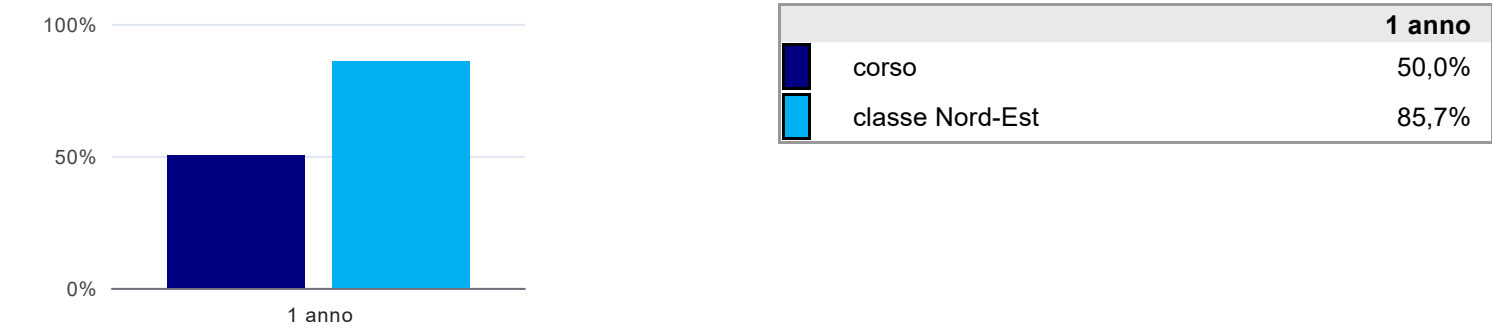 100%
50%
0%
1 anno
1 anno
corso 50,0%
classe Nord-Est 85,7%